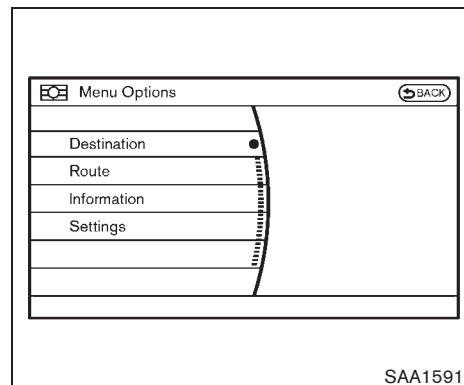 Menu Options
BACK
Destination
Route
Information
Settings
SAA1591